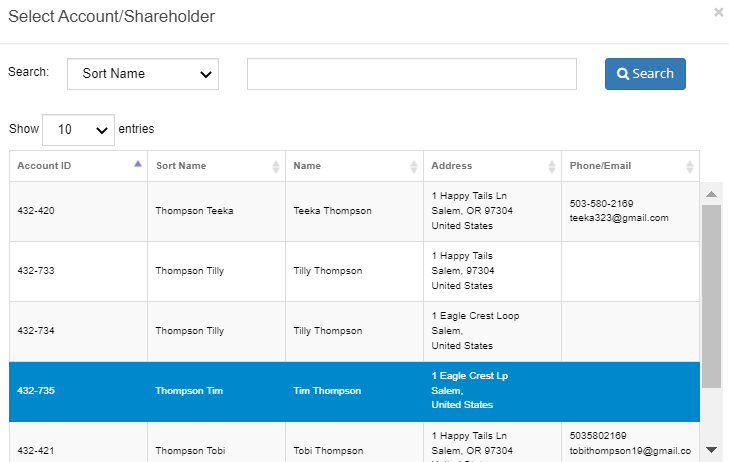 Select Account/Shareholder
×
Search: Sort Name Search
Show 10 entries
Account ID Sort Name Name Address Phone/Email
432-420 Thompson Teeka Teeka Thompson 1 Happy Tails Ln 503-580-2169
Salem, OR 97304 teeka323@gmail.com
United States
432-733 Thompson Tilly Tilly Thompson 1 Happy Tails
Salem, 97304
United States
432-734 Thompson Tilly Tilly Thompson 1 Eagle Crest Loop
Salem,
United States
432-735 Thompson Tim Tim Thompson 1 Eagle Crest Lp
Salem,
United States
432-421 Thompson Tobi Tobi Thompson 1 Happy Tails Ln 5035802169
Salem, OR 97304 tobithompson19@gmail.co
United States